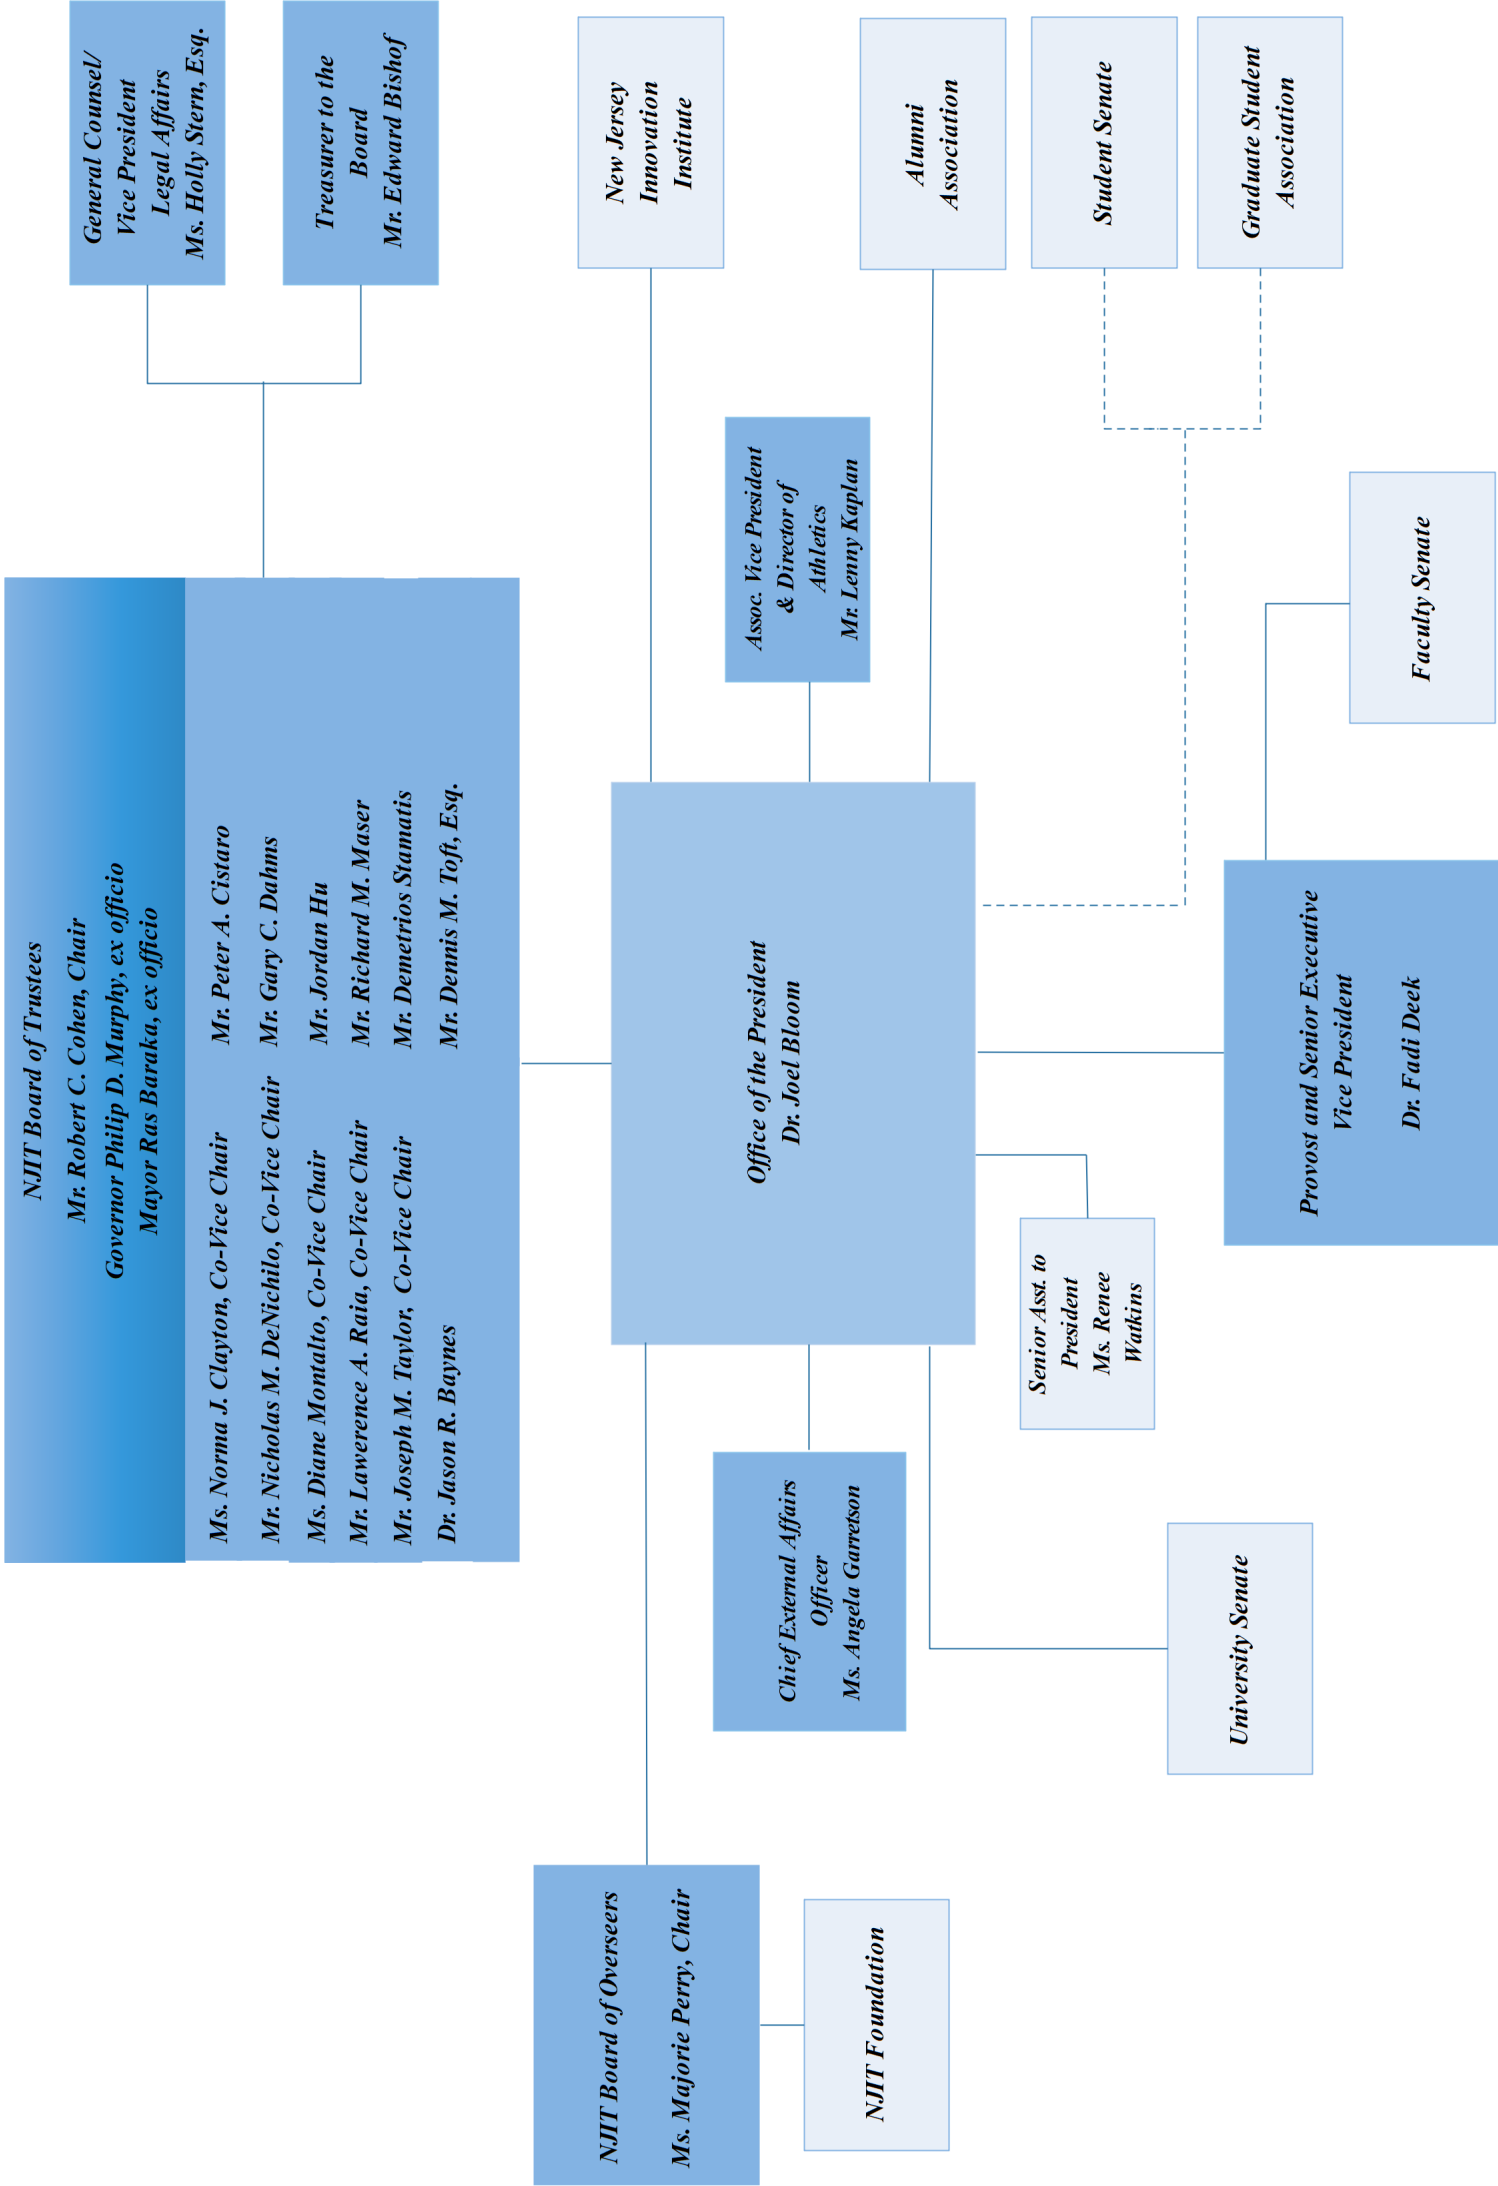 NJIT Board of Trustees
Mr. Robert C. Cohen, Chair
Governor Philip D. Murphy, ex officio
Mayor Ras Baraka, ex officio
Ms. Norma J. Clayton, Co-Vice Chair
Mr. Peter A. Cistaro
Mr. Nicholas M. DeNichilo, Co-Vice Chair
Mr. Gary C. Dahms
Ms. Diane Montalto, Co-Vice Chair
Mr. Jordan Hu
Mr. Lawerence A. Raia, Co-Vice Chair
Mr. Richard M. Maser
Mr. Joseph M. Taylor, Co-Vice Chair
Mr. Demetrios Stamatis
Dr. Jason R. Baynes
Mr. Dennis M. Toft, Esq.
General Counsel/
Vice President
Legal Affairs
Ms. Holly Stern, Esq.
Treasurer to the
Board
Mr. Edward Bishof
NJIT Board of Overseers
Ms. Majorie Perry, Chair
NJIT Foundation
Office of the President
Dr. Joel Bloom
New Jersey
Innovation
Institute
Chief External Affairs
Officer
Ms. Angela Garretson
Assoc. Vice President
& Director of
Athletics
Mr. Lenny Kaplan
Alumni
Association
Senior Asst. to
President
Ms. Renee
Watkins
Student Senate
Graduate Student
Association
University Senate
Provost and Senior Executive
Vice President
Dr. Fadi Deek
Faculty Senate